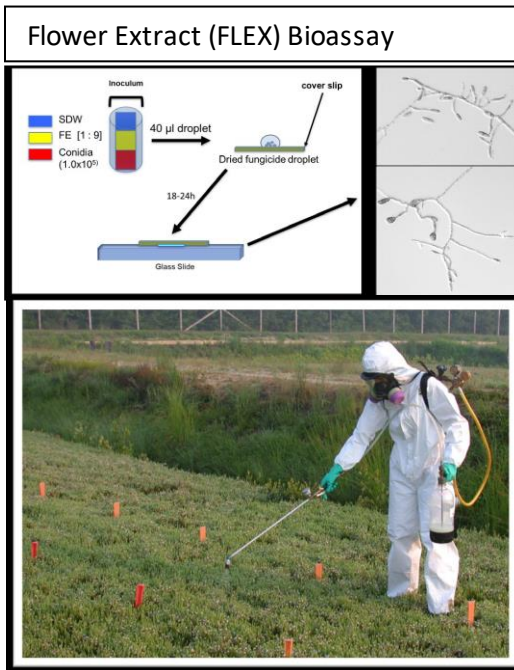 Flower Extract (FLEX) Bioassay
Inoculum
SDW
FE [1 : 9]
Conidia
(1.0x10⁵)
40 µl droplet
cover slip
Dried fungicide droplet
18-24h
Glass Slide